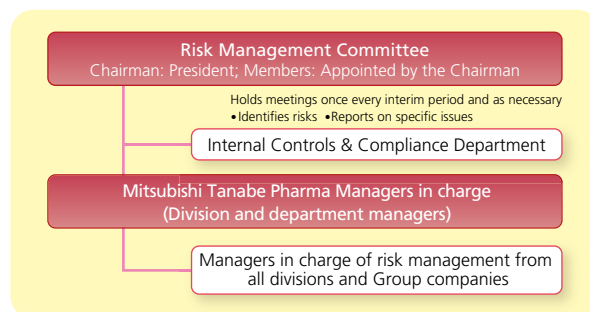 Risk Management Committee
Chairman: President; Members: Appointed by the Chairman
Holds meetings once every interim period and as necessary
•Identifies risks •Reports on specific issues
Internal Controls & Compliance Department
Mitsubishi Tanabe Pharma Managers in charge
(Division and department managers)
Managers in charge of risk management from
all divisions and Group companies